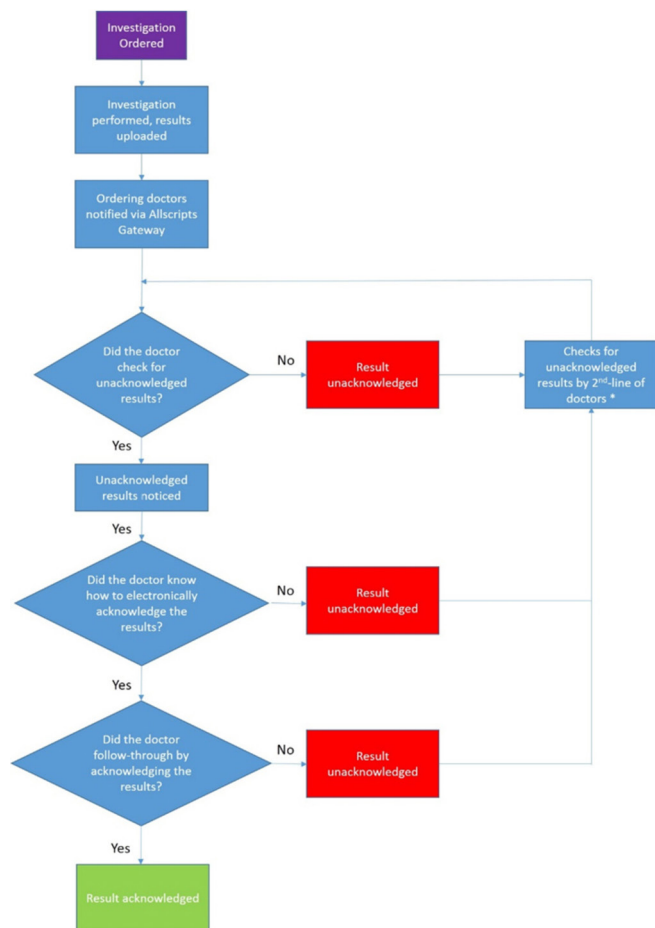 Investigation
Ordered
Investigation
performed, results
uploaded
Ordering doctors
notified via Allscripts
Gateway
Did the doctor
check for
unacknowledged
results?
No
Result
unacknowledged
Checks for
unacknowledged
results by 2nd-line of
doctors *
Yes
Unacknowledged
results noticed
Yes
Did the doctor know
how to electronically
acknowledge the
results?
No
Result
unacknowledged
Yes
Did the doctor
follow-through by
acknowledging the
results?
No
Result
unacknowledged
Yes
Result acknowledged